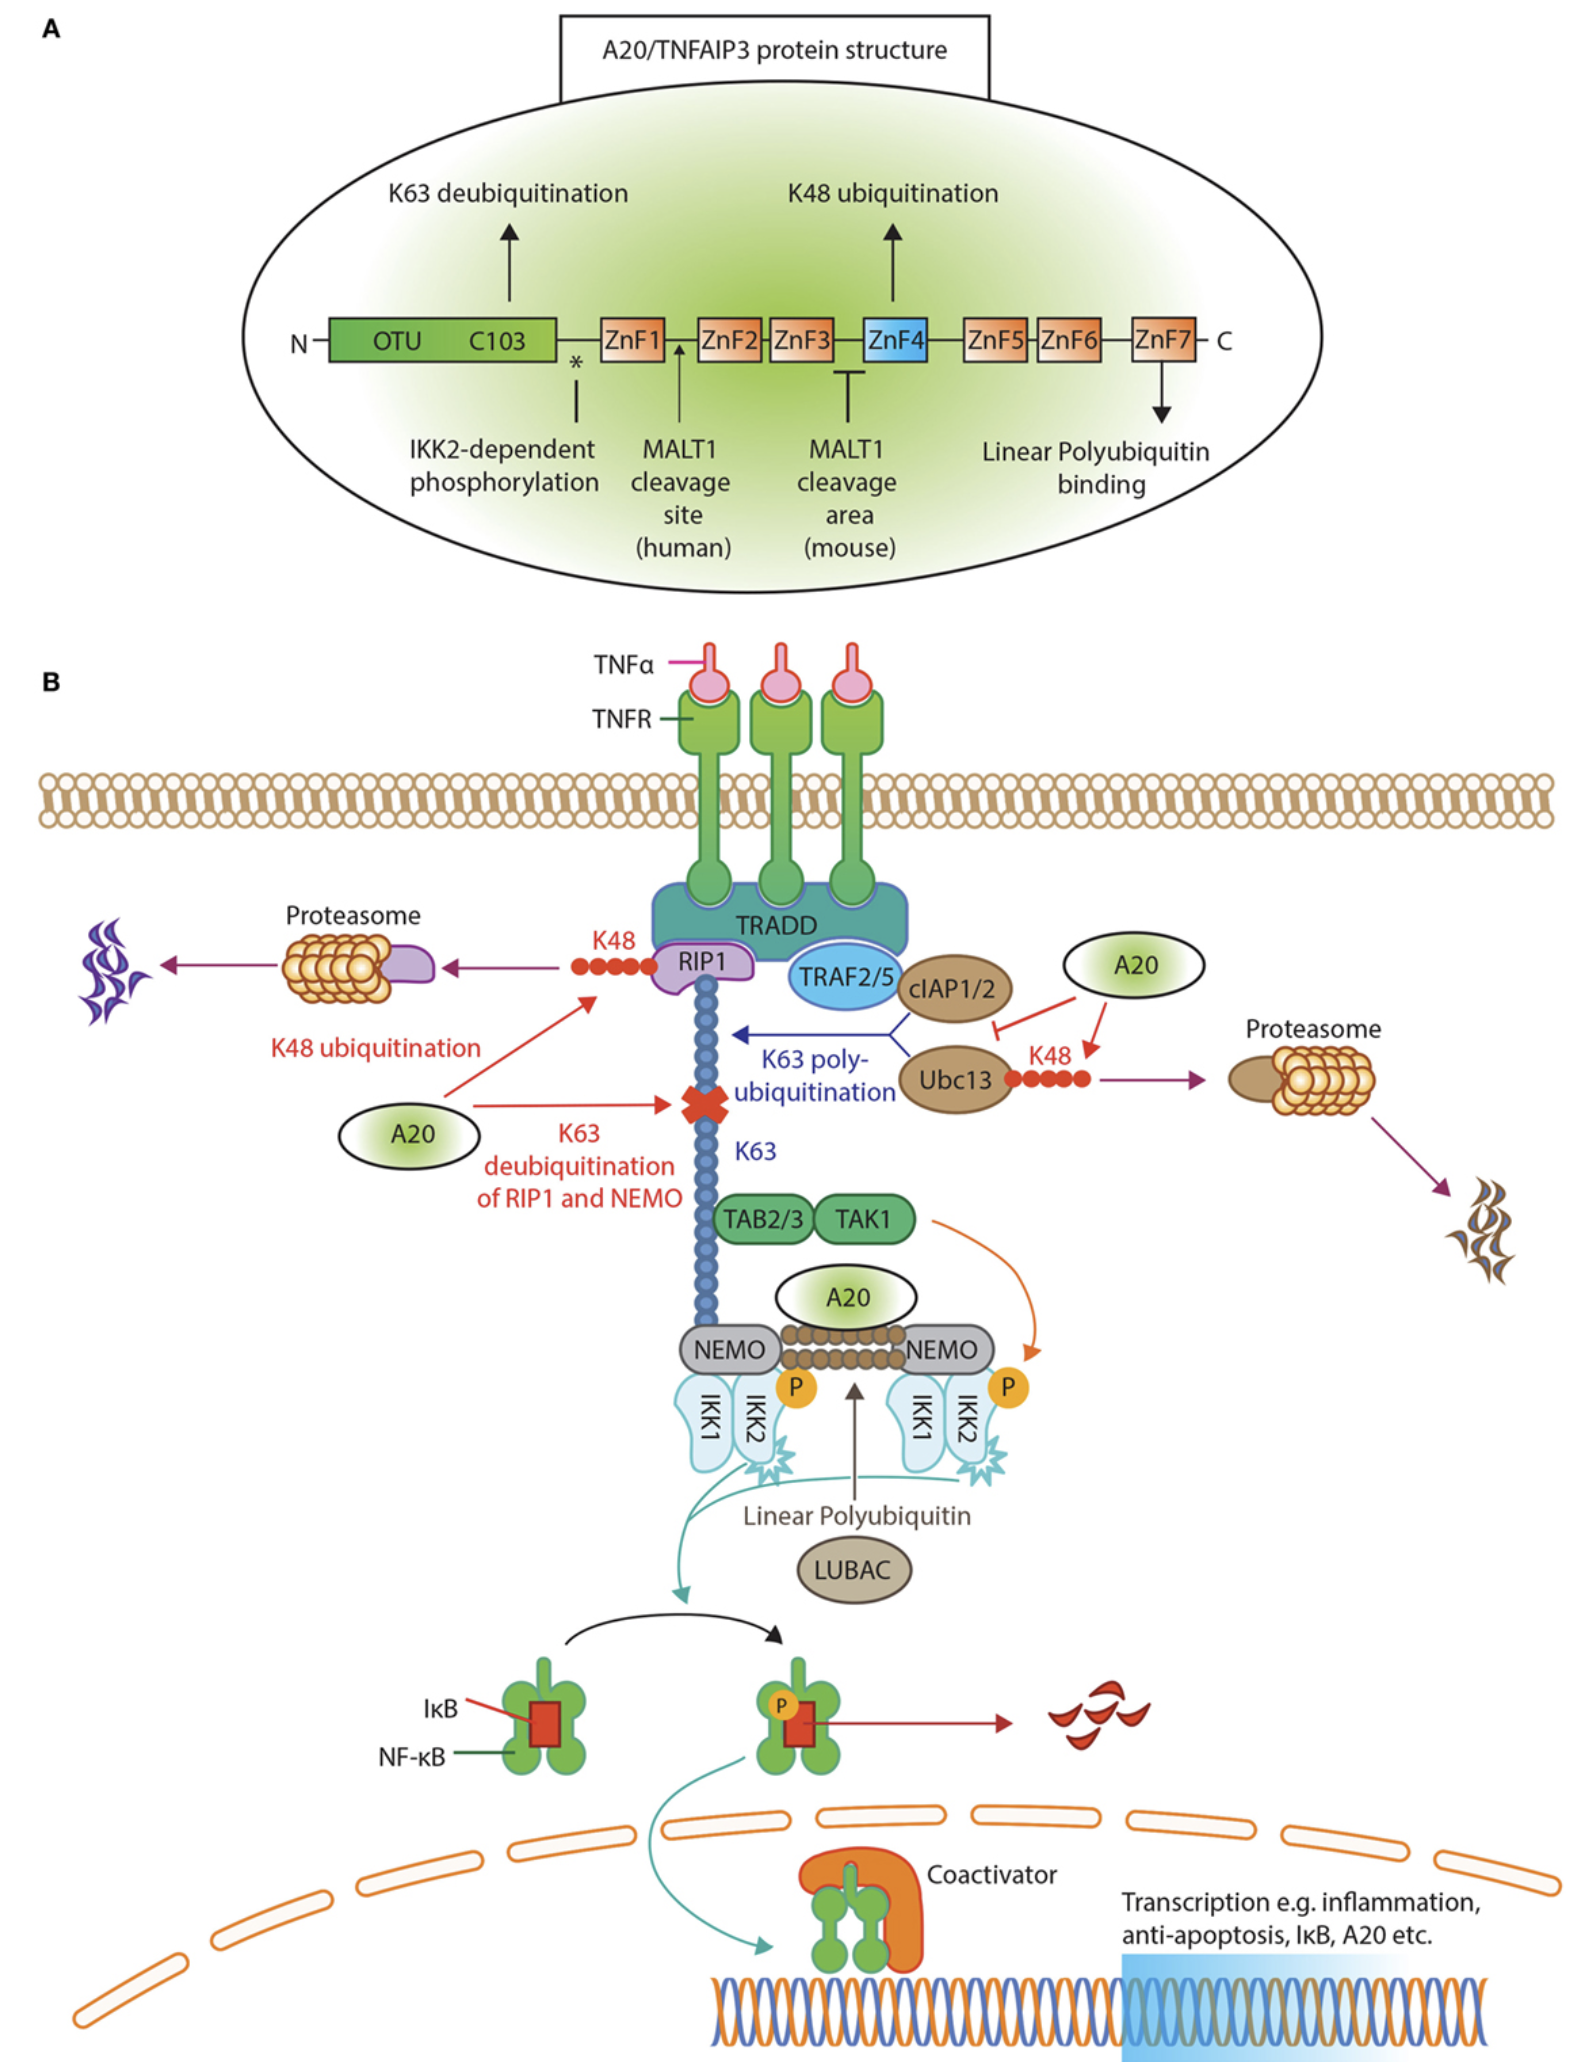 A
A20/TNFAIP3 protein structure
K63 deubiquitination
K48 ubiquitination
N
OTU
C103
ZnF1
ZnF2
ZnF3
ZnF4
ZnF5
ZnF6
ZnF7
C
*
IKK2-dependent
phosphorylation
MALT1
cleavage
site
(human)
MALT1
cleavage
area
(mouse)
Linear Polyubiquitin
binding
B
TNFα
TNFR
TRADD
Proteasome
K48
RIP1
TRAF2/5
cIAP1/2
A20
K48 ubiquitination
K63 poly-
ubiquitination
Ubc13
K48
Proteasome
A20
K63
deubiquitination
of RIP1 and NEMO
K63
TAB2/3
TAK1
A20
NEMO
NEMO
P
P
IKK1
IKK2
IKK1
IKK2
Linear Polyubiquitin
LUBAC
IκB
NF-κB
P
Coactivator
Transcription e.g. inflammation,
anti-apoptosis, IκB, A20 etc.